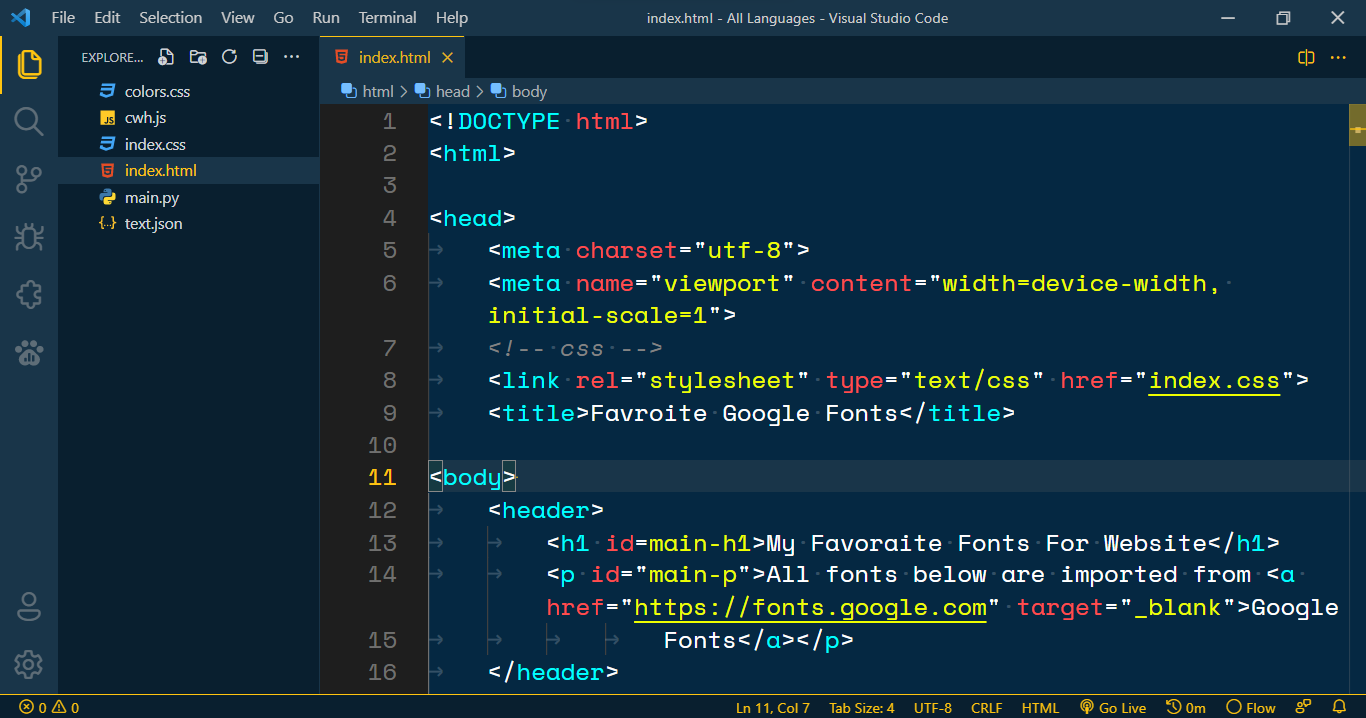 File Edit Selection View Go Run Terminal Help index.html - All Languages - Visual Studio Code
EXPLORE...
colors.css
JS cwh.js
index.css
index.html
main.py
{..} text.json
index.html
html > head > body
1 <!DOCTYPE html>
2 <html>
3
4 <head>
5 <meta charset="utf-8">
6 <meta name="viewport" content="width=device-width,
initial-scale=1">
7 <!-- css -->
8 <link rel="stylesheet" type="text/css" href="index.css">
9 <title>Favroite Google Fonts</title>
10
11 <body>
12 <header>
13 <h1 id=main-h1>My Favoraite Fonts For Website</h1>
14 <p id="main-p">All fonts below are imported from <a
href="https://fonts.google.com" target="_blank">Google
15 Fonts</a></p>
16 </header>
0 0 Ln 11, Col 7 Tab Size: 4 UTF-8 CRLF HTML Go Live 0m Flow